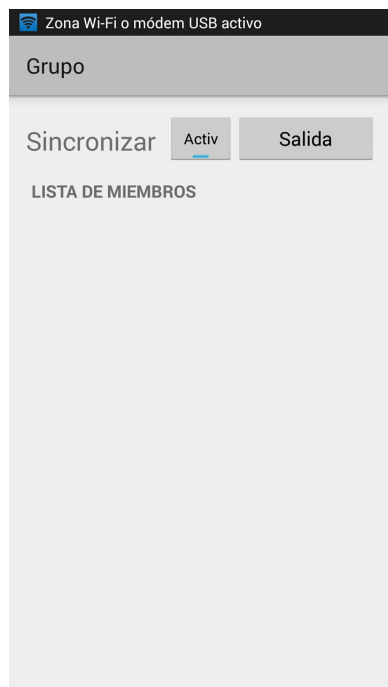 Zona Wi-Fi o módem USB activo
Grupo
Sincronizar Activ Salida
LISTA DE MIEMBROS